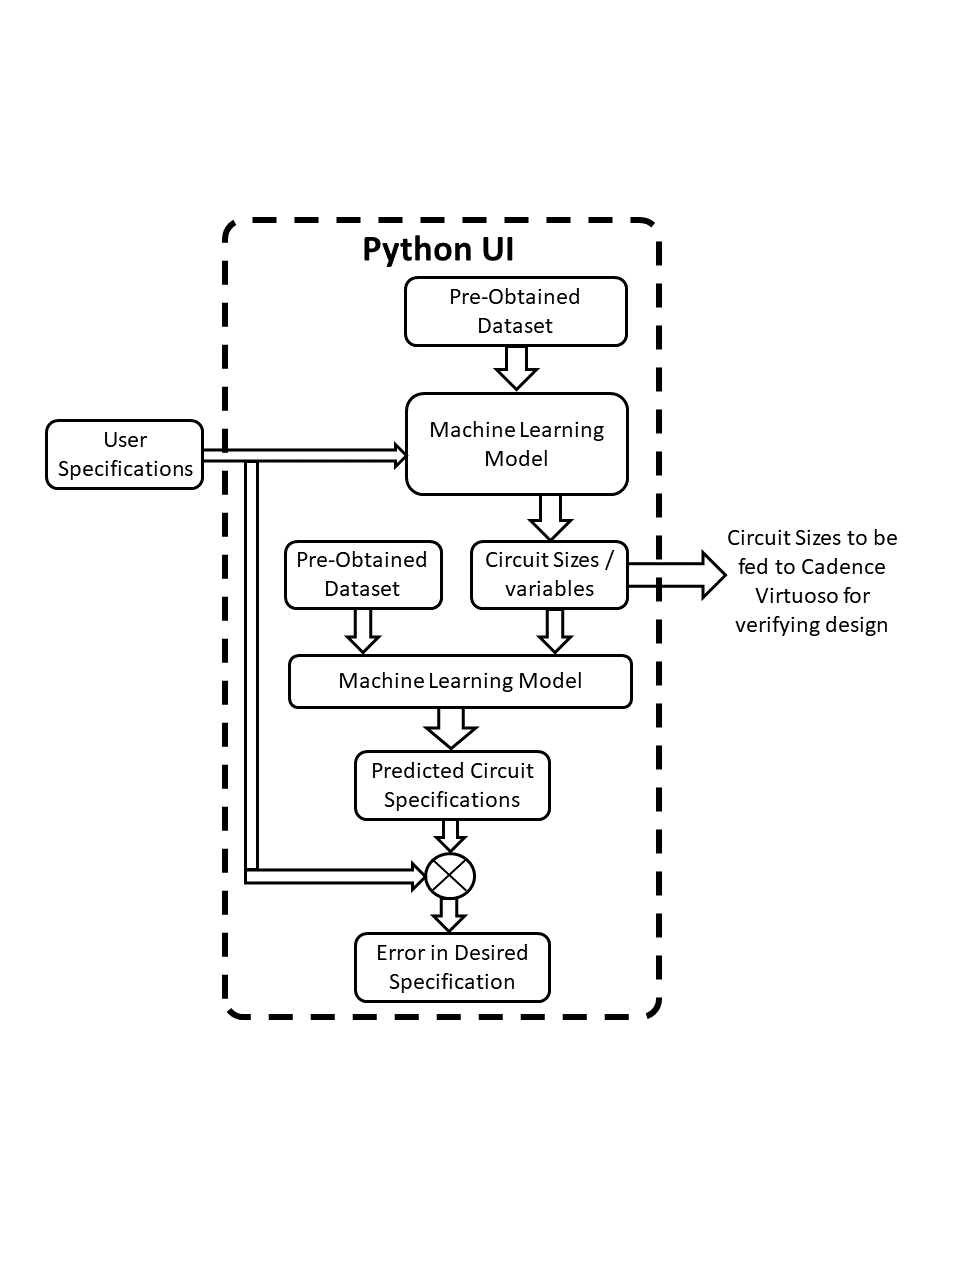 Python UI
Pre-Obtained
Dataset
User
Specifications
Machine Learning
Model
Pre-Obtained
Dataset
Circuit Sizes /
variables
Circuit Sizes to be
fed to Cadence
Virtuoso for
verifying design
Machine Learning Model
Predicted Circuit
Specifications
Error in Desired
Specification